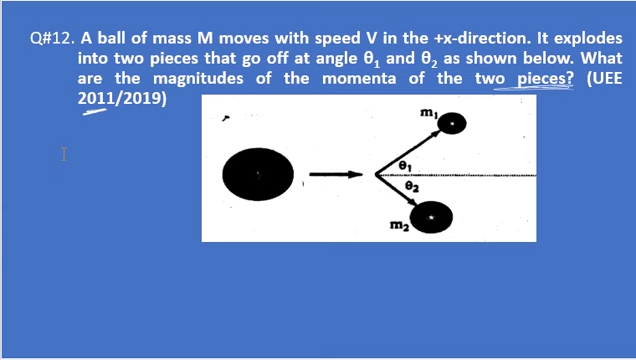 Q#12. A ball of mass M moves with speed V in the +x-direction. It explodes
into two pieces that go off at angle θ₁ and θ₂ as shown below. What
are the magnitudes of the momenta of the two pieces? (UEE
2011/2019)
m₁
θ₁
θ₂
m₂